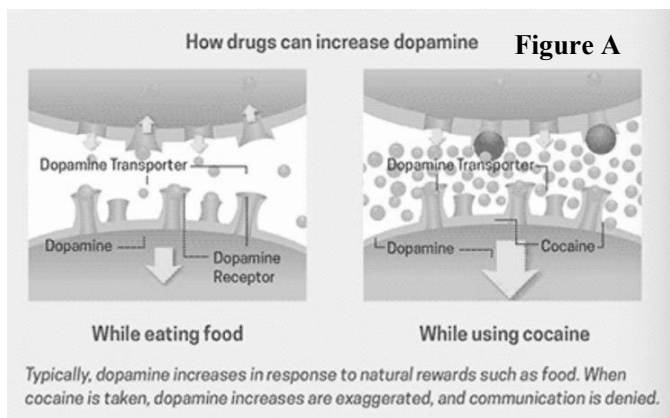 How drugs can increase dopamine
Figure A
Dopamine Transporter
Dopamine
Dopamine
Receptor
While eating food
Dopamine Transporter
Dopamine
Cocaine
While using cocaine
Typically, dopamine increases in response to natural rewards such as food. When
cocaine is taken, dopamine increases are exaggerated, and communication is denied.